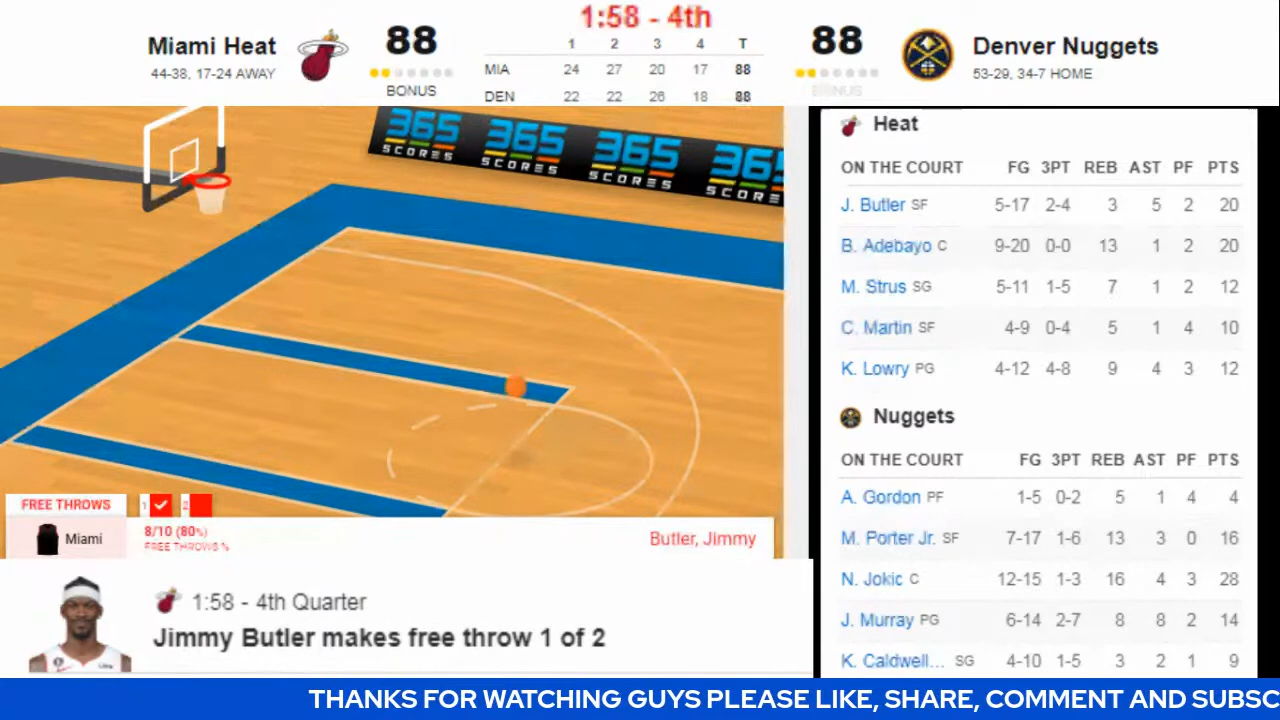 1:58 - 4th
Miami Heat
44-38, 17-24 AWAY
88
BONUS
1 2 3 4 T
MIA 24 27 20 17 88
DEN 22 22 26 18 88
88
BONUS
Denver Nuggets
53-29, 34-7 HOME
365 SCORES
365 SCORES
365 SCORES
365 SCORE
Heat
ON THE COURT FG 3PT REB AST PF PTS
J. Butler SF 5-17 2-4 3 5 2 20
B. Adebayo C 9-20 0-0 13 1 2 20
M. Strus SG 5-11 1-5 7 1 2 12
C. Martin SF 4-9 0-4 5 1 4 10
K. Lowry PG 4-12 4-8 9 4 3 12
Nuggets
ON THE COURT FG 3PT REB AST PF PTS
A. Gordon PF 1-5 0-2 5 1 4 4
M. Porter Jr. SF 7-17 1-6 13 3 0 16
N. Jokic C 12-15 1-3 16 4 3 28
J. Murray PG 6-14 2-7 8 8 2 14
K. Caldwell... SG 4-10 1-5 3 2 1 9
FREE THROWS 1 2
Miami
8/10 (80%)
FREE THROWS %
Butler, Jimmy
1:58 - 4th Quarter
Jimmy Butler makes free throw 1 of 2
THANKS FOR WATCHING GUYS PLEASE LIKE, SHARE, COMMENT AND SUBSC